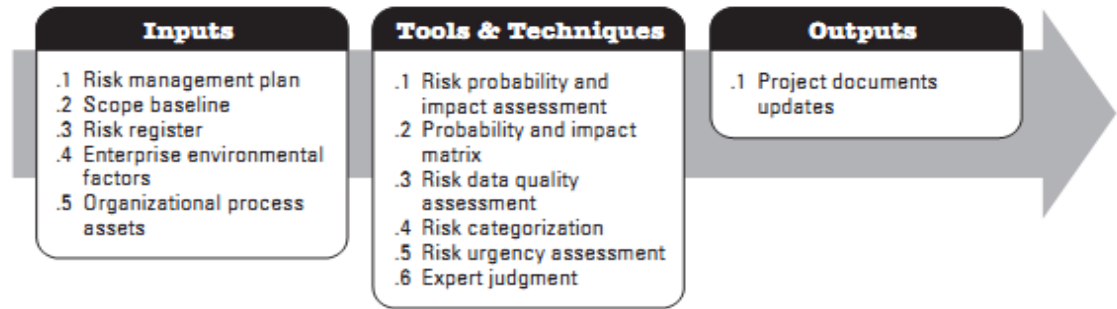 Inputs
.1 Risk management plan
.2 Scope baseline
.3 Risk register
.4 Enterprise environmental
factors
.5 Organizational process
assets
Tools & Techniques
.1 Risk probability and
impact assessment
.2 Probability and impact
matrix
.3 Risk data quality
assessment
.4 Risk categorization
.5 Risk urgency assessment
.6 Expert judgment
Outputs
.1 Project documents
updates